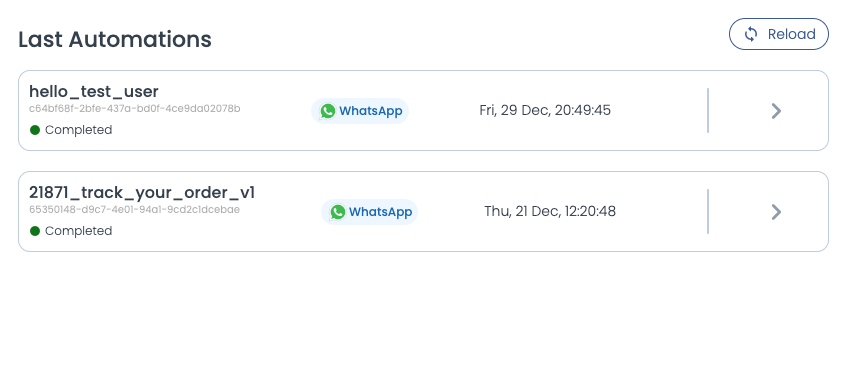 Last Automations
Reload
hello_test_user
c64bf68f-2bfe-437a-bd0f-4ce9da02078b
Completed
WhatsApp
Fri, 29 Dec, 20:49:45
21871_track_your_order_v1
65350148-d9c7-4e01-94a1-9cd2c1dcebae
Completed
WhatsApp
Thu, 21 Dec, 12:20:48